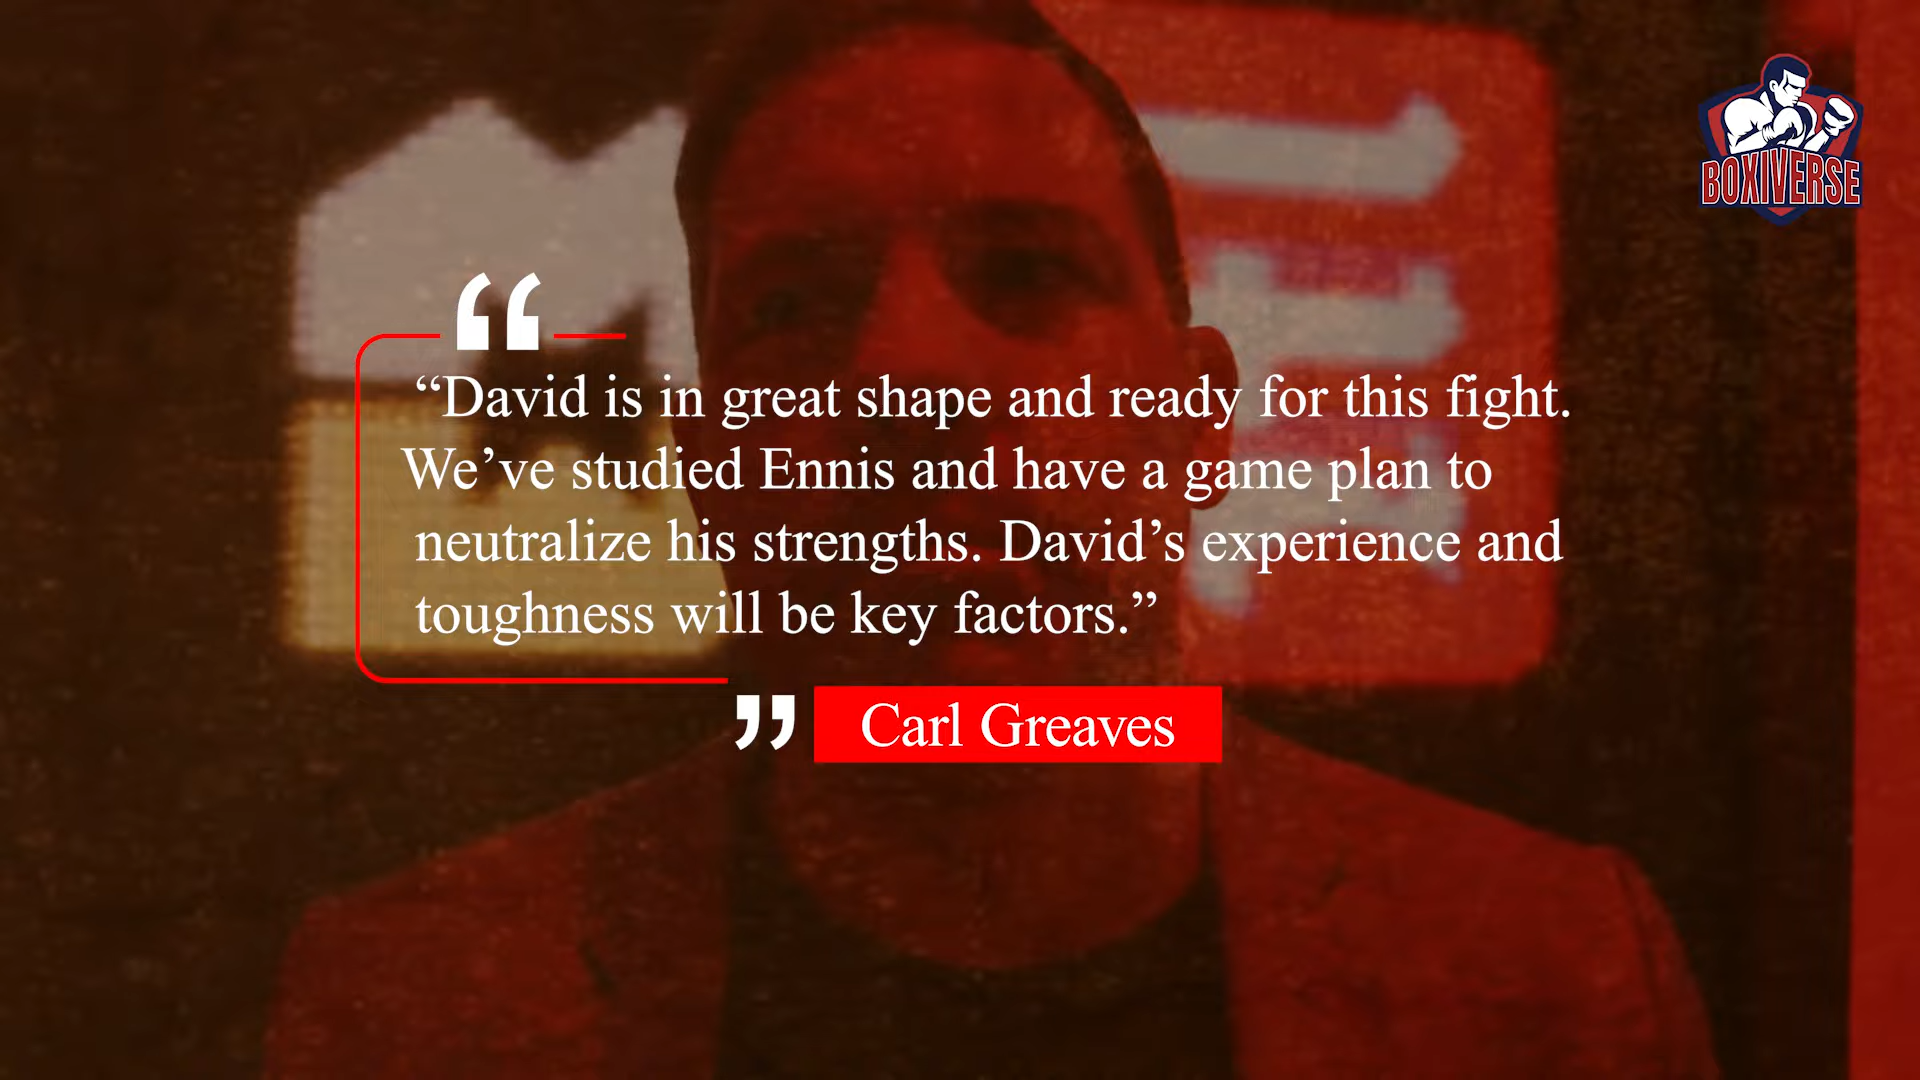 BOXIVERSE
“David is in great shape and ready for this fight.
We’ve studied Ennis and have a game plan to
neutralize his strengths. David’s experience and
toughness will be key factors.”
Carl Greaves